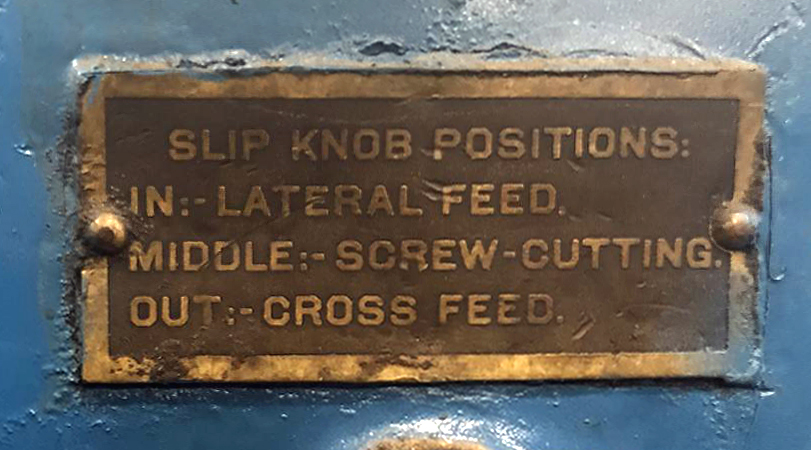 SLIP KNOB POSITIONS:
IN:- LATERAL FEED.
MIDDLE:- SCREW-CUTTING.
OUT:- CROSS FEED.